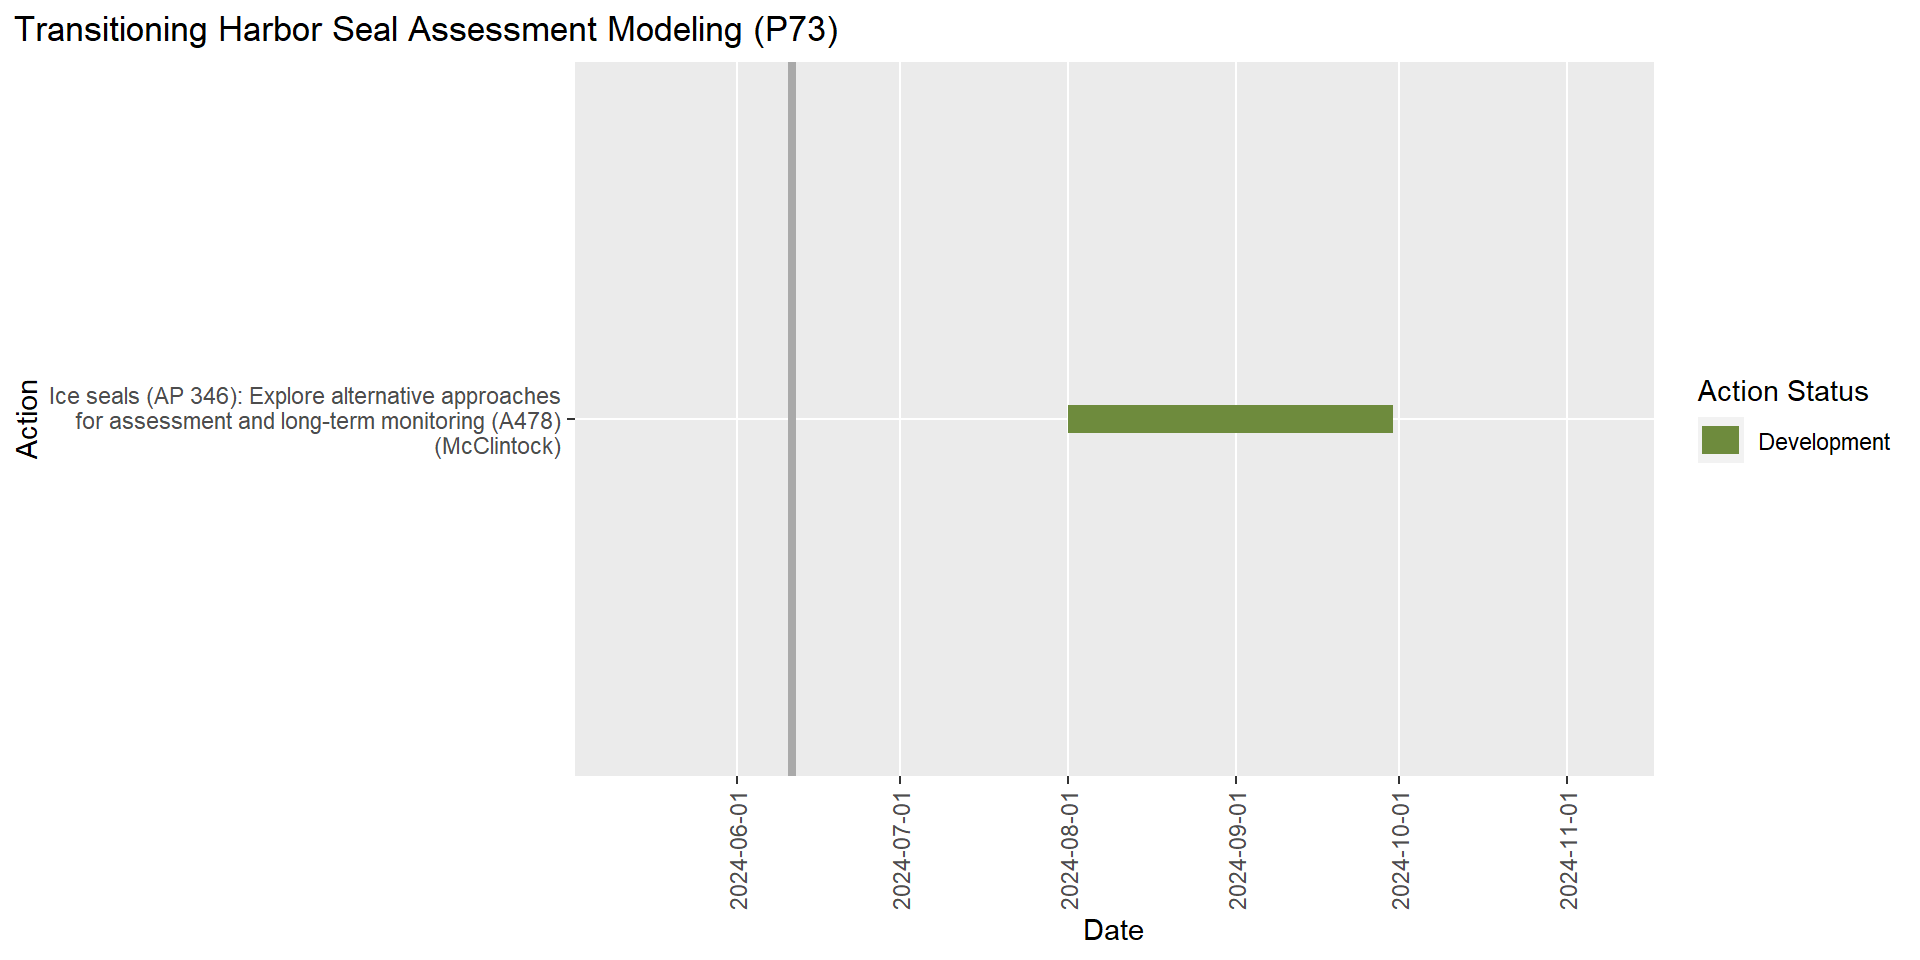 Transitioning Harbor Seal Assessment Modeling (P73)
Action
Ice seals (AP 346): Explore alternative approaches
for assessment and long-term monitoring (A478)
(McClintock)
2024-06-01
2024-07-01
2024-08-01
2024-09-01
2024-10-01
2024-11-01
Date
Action Status
Development